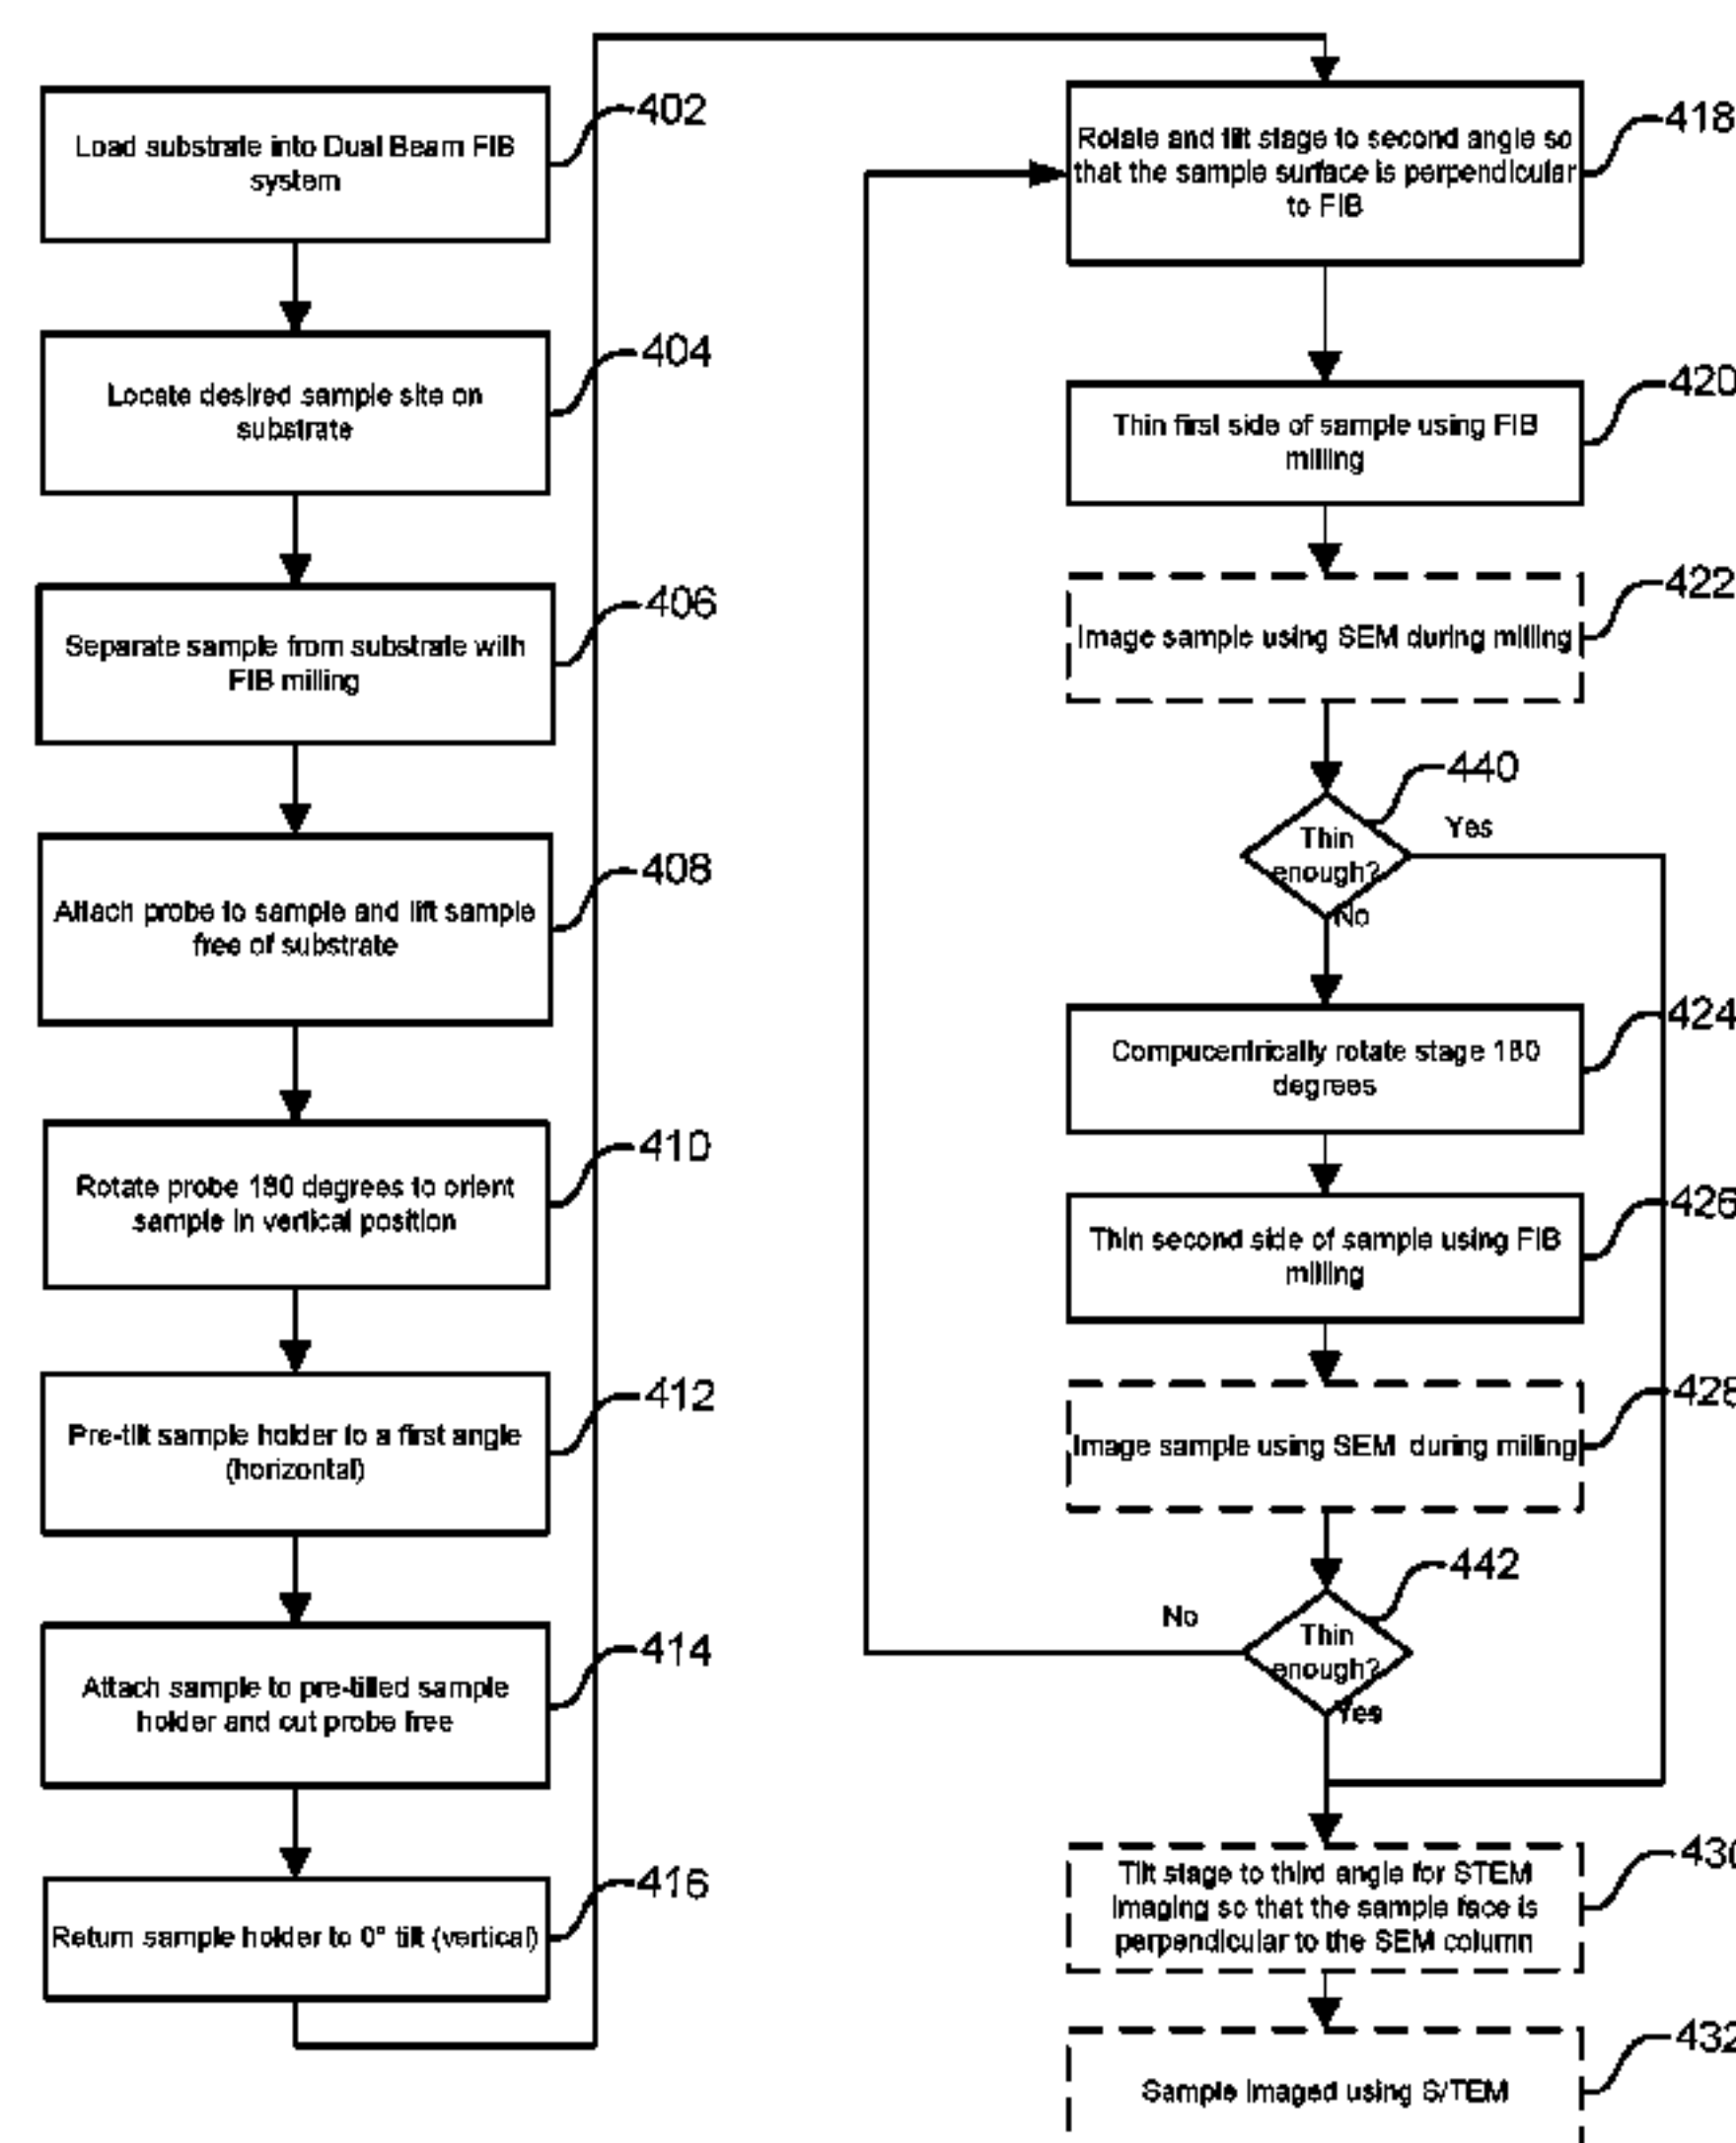 Load substrate into Dual Beam FIB
system
402
Locate desired sample site on
substrate
404
Separate sample from substrate with
FIB milling
406
Attach probe to sample and lift sample
free of substrate
408
Rotate probe 180 degrees to orient
sample in vertical position
410
Pre-tilt sample holder to a first angle
(horizontal)
412
Attach sample to pre-tilted sample
holder and cut probe free
414
Return sample holder to 0° tilt (vertical)
416
Rotate and tilt stage to second angle so
that the sample surface is perpendicular
to FIB
418
Thin first side of sample using FIB
milling
420
Image sample using SEM during milling
422
Thin
enough?
440
Yes
No
Compucentrically rotate stage 180
degrees
424
Thin second side of sample using FIB
milling
426
Image sample using SEM during milling
428
Thin
enough?
442
No
Yes
Tilt stage to third angle for STEM
imaging so that the sample face is
perpendicular to the SEM column
430
Sample imaged using S/TEM
432